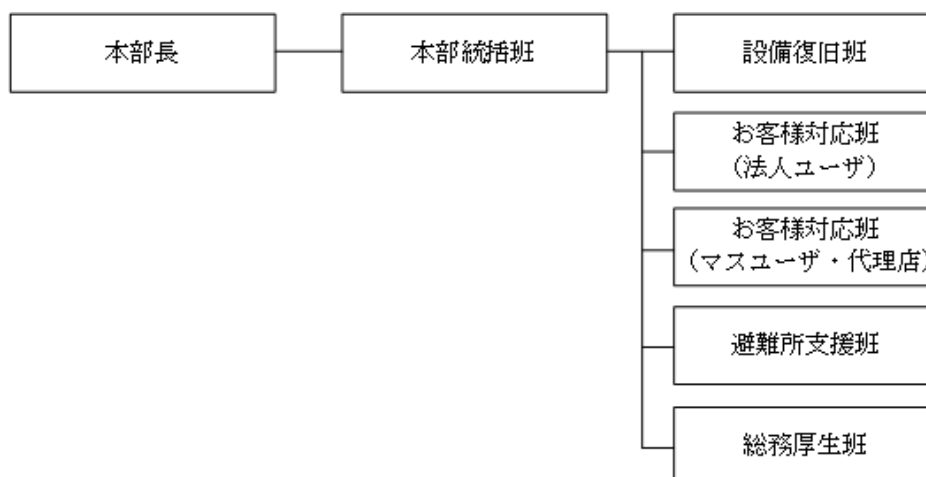 本部長
本部統括班
設備復旧班
お客様対応班
(法人ユーザ)
お客様対応班
(マスユーザ・代理店)
避難所支援班
総務厚生班